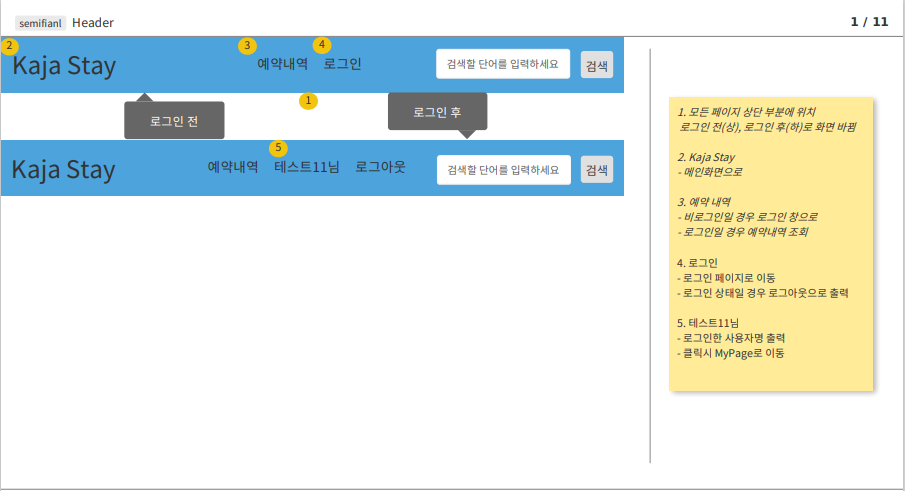 semifianl Header 1 / 11
2 3 4
Kaja Stay 예약내역 로그인 검색할 단어를 입력하세요 검색
1
로그인 전 로그인 후
5
Kaja Stay 예약내역 테스트11님 로그아웃 검색할 단어를 입력하세요 검색
1. 모든 페이지 상단 부분에 위치
로그인 전(상), 로그인 후(하)로 화면 바뀜
2. Kaja Stay
- 메인화면으로
3. 예약 내역
- 비로그인일 경우 로그인 창으로
- 로그인일 경우 예약내역 조회
4. 로그인
- 로그인 페이지로 이동
- 로그인 상태일 경우 로그아웃으로 출력
5. 테스트11님
- 로그인한 사용자명 출력
- 클릭시 MyPage로 이동